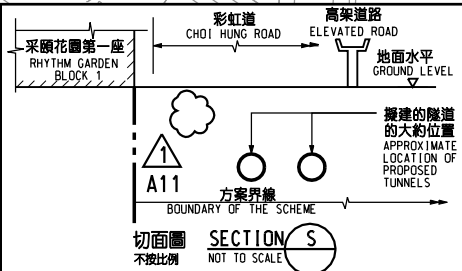 采頤花園第一座
RHYTHM GARDEN
BLOCK 1
彩虹道
CHOI HUNG ROAD
高架道路
ELEVATED ROAD
地面水平
GROUND LEVEL
1
A11
擬建的隧道
的大約位置
APPROXIMATE
LOCATION OF
PROPOSED
TUNNELS
方案界線
BOUNDARY OF THE SCHEME
切面圖
不按比例
SECTION S
NOT TO SCALE